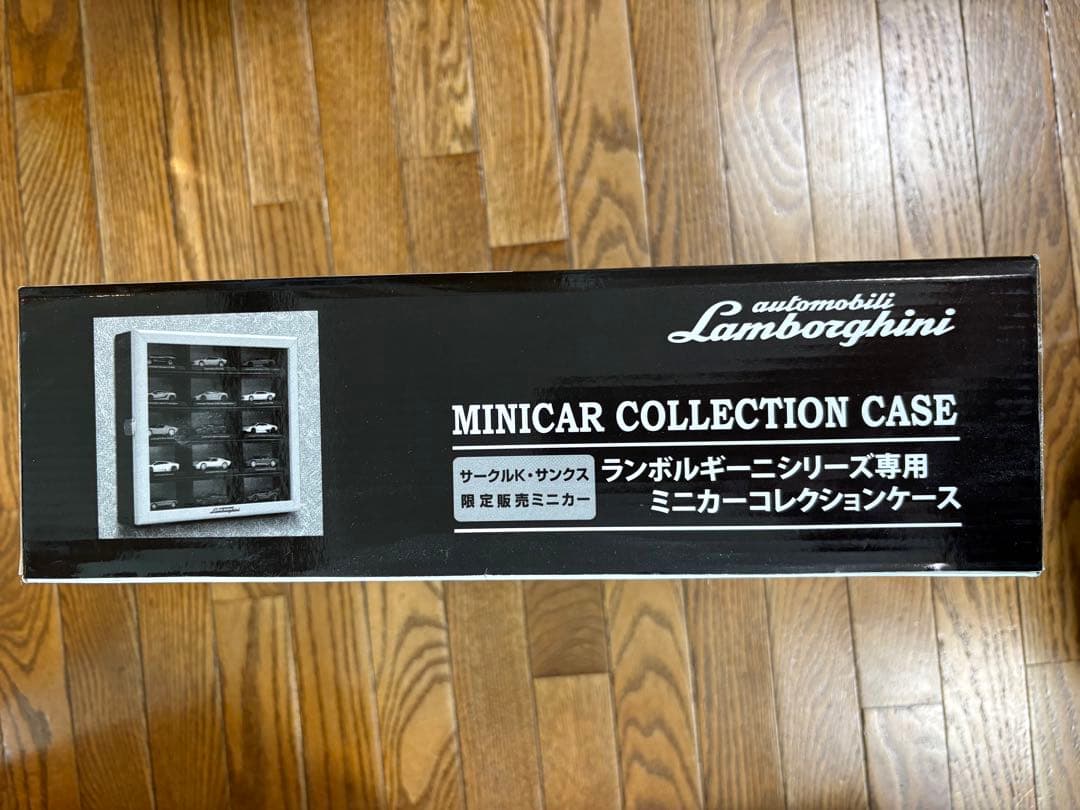 automobili
Lamborghini
MINICAR COLLECTION CASE
サークルK・サンクス
限定販売ミニカー
ランボルギーニシリーズ専用
ミニカーコレクションケース